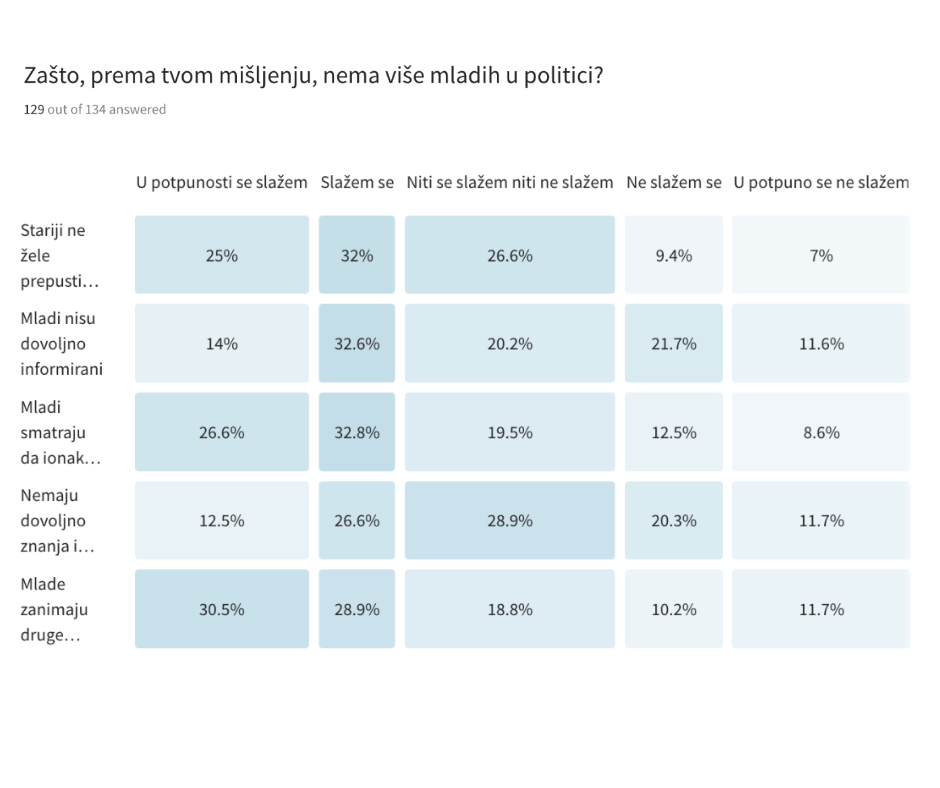 Zašto, prema tvom mišljenju, nema više mladih u politici?
129 out of 134 answered
U potpunosti se slažem Slažem se Niti se slažem niti ne slažem Ne slažem se U potpuno se ne slažem
Stariji ne
žele
prepusti…
25% 32% 26.6% 9.4% 7%
Mladi nisu
dovoljno
informirani
14% 32.6% 20.2% 21.7% 11.6%
Mladi
smatraju
da ionak…
26.6% 32.8% 19.5% 12.5% 8.6%
Nemaju
dovoljno
znanja i…
12.5% 26.6% 28.9% 20.3% 11.7%
Mlade
zanimaju
druge…
30.5% 28.9% 18.8% 10.2% 11.7%